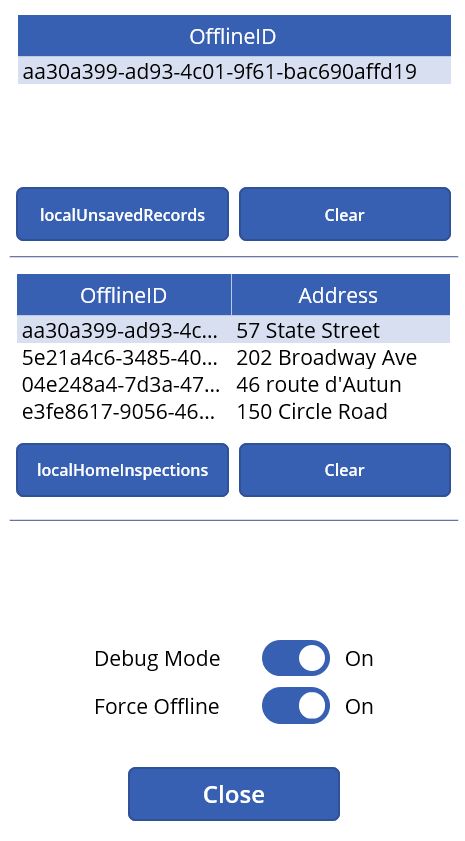 OfflineID
aa30a399-ad93-4c01-9f61-bac690affd19
localUnsavedRecords Clear
OfflineID Address
aa30a399-ad93-4c... 57 State Street
5e21a4c6-3485-40... 202 Broadway Ave
04e248a4-7d3a-47... 46 route d'Autun
e3fe8617-9056-46... 150 Circle Road
localHomeInspections Clear
Debug Mode On
Force Offline On
Close